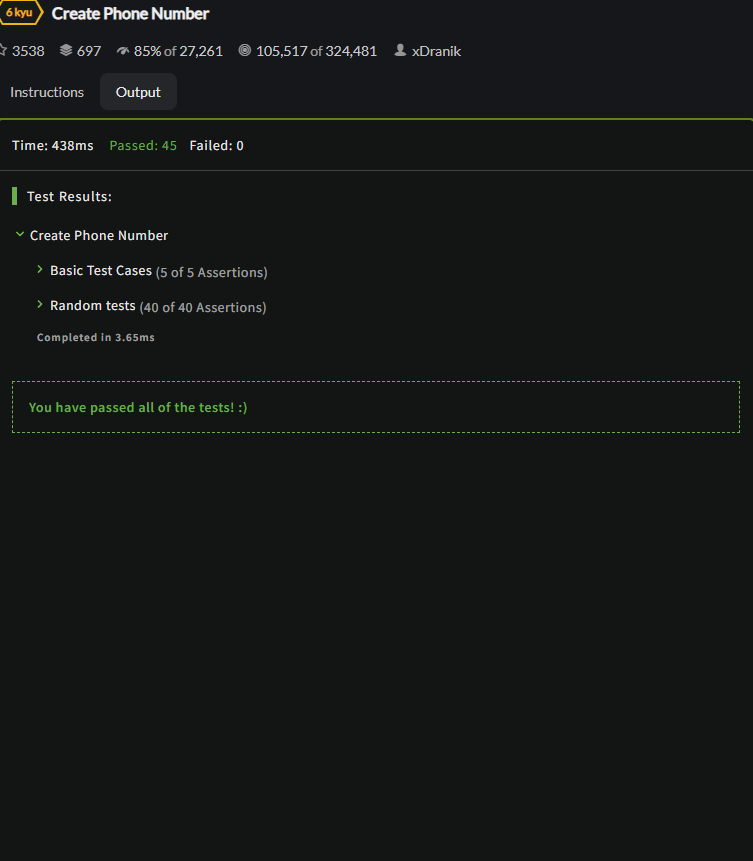 6 kyu Create Phone Number
3538 697 85% of 27,261 105,517 of 324,481 xDranik
Instructions Output
Time: 438ms Passed: 45 Failed: 0
Test Results:
Create Phone Number
Basic Test Cases (5 of 5 Assertions)
Random tests (40 of 40 Assertions)
Completed in 3.65ms
You have passed all of the tests! :)